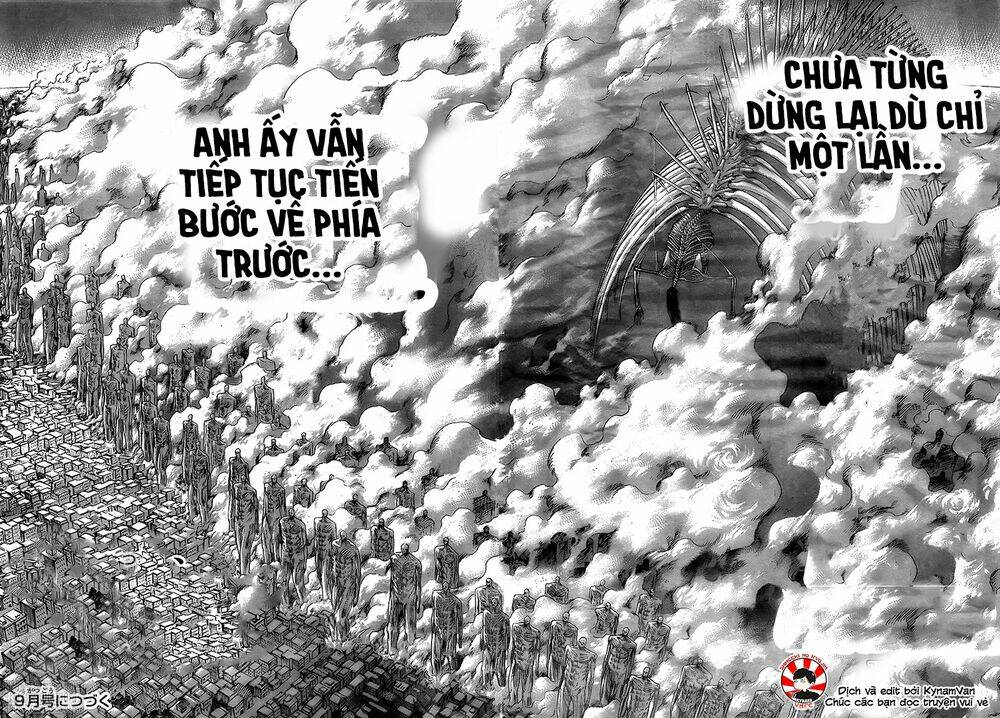 CHƯA TỪNG
DỪNG LẠI DÙ CHỈ
MỘT LẦN...
ANH ẤY VẪN
TIẾP TỤC TIẾN
BƯỚC VỀ PHÍA
TRƯỚC...
9月号につづく
Dịch và edit bởi KynamVan
Chúc các bạn đọc truyện vui vẻ